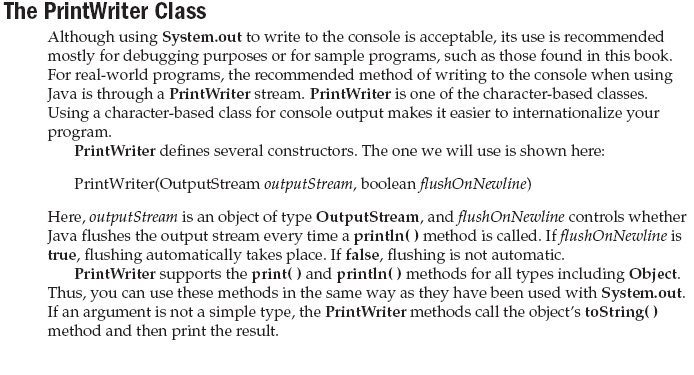 The PrintWriter Class
Although using System.out to write to the console is acceptable, its use is recommended
mostly for debugging purposes or for sample programs, such as those found in this book.
For real-world programs, the recommended method of writing to the console when using
Java is through a PrintWriter stream. PrintWriter is one of the character-based classes.
Using a character-based class for console output makes it easier to internationalize your
program.
PrintWriter defines several constructors. The one we will use is shown here:
PrintWriter(OutputStream outputStream, boolean flushOnNewline)
Here, outputStream is an object of type OutputStream, and flushOnNewline controls whether
Java flushes the output stream every time a println( ) method is called. If flushOnNewline is
true, flushing automatically takes place. If false, flushing is not automatic.
PrintWriter supports the print( ) and println( ) methods for all types including Object.
Thus, you can use these methods in the same way as they have been used with System.out.
If an argument is not a simple type, the PrintWriter methods call the object's toString( )
method and then print the result.